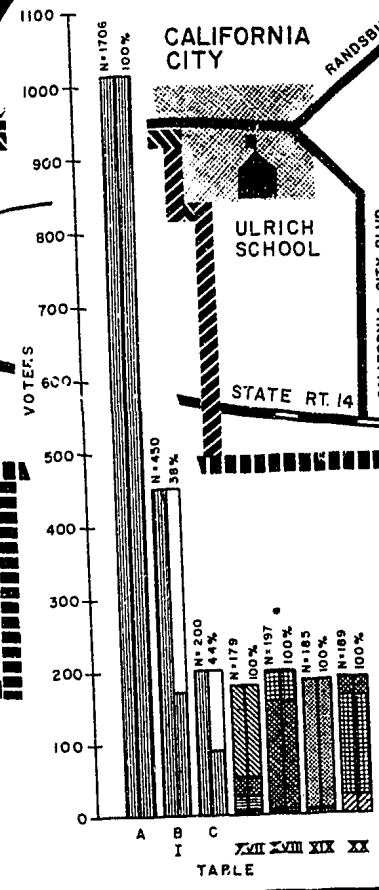 1100
1000
900
800
700
600
500
400
300
200
100
0
VOTERS
N=1706
100%
N=450
38%
N=200
44%
N=179
100%
N=197
100%
N=185
100%
N=189
100%
A
B
C
I
XVII
XVIII
XIX
XX
TABLE
CALIFORNIA
CITY
RANDSBU
ULRICH
SCHOOL
STATE RT. 14